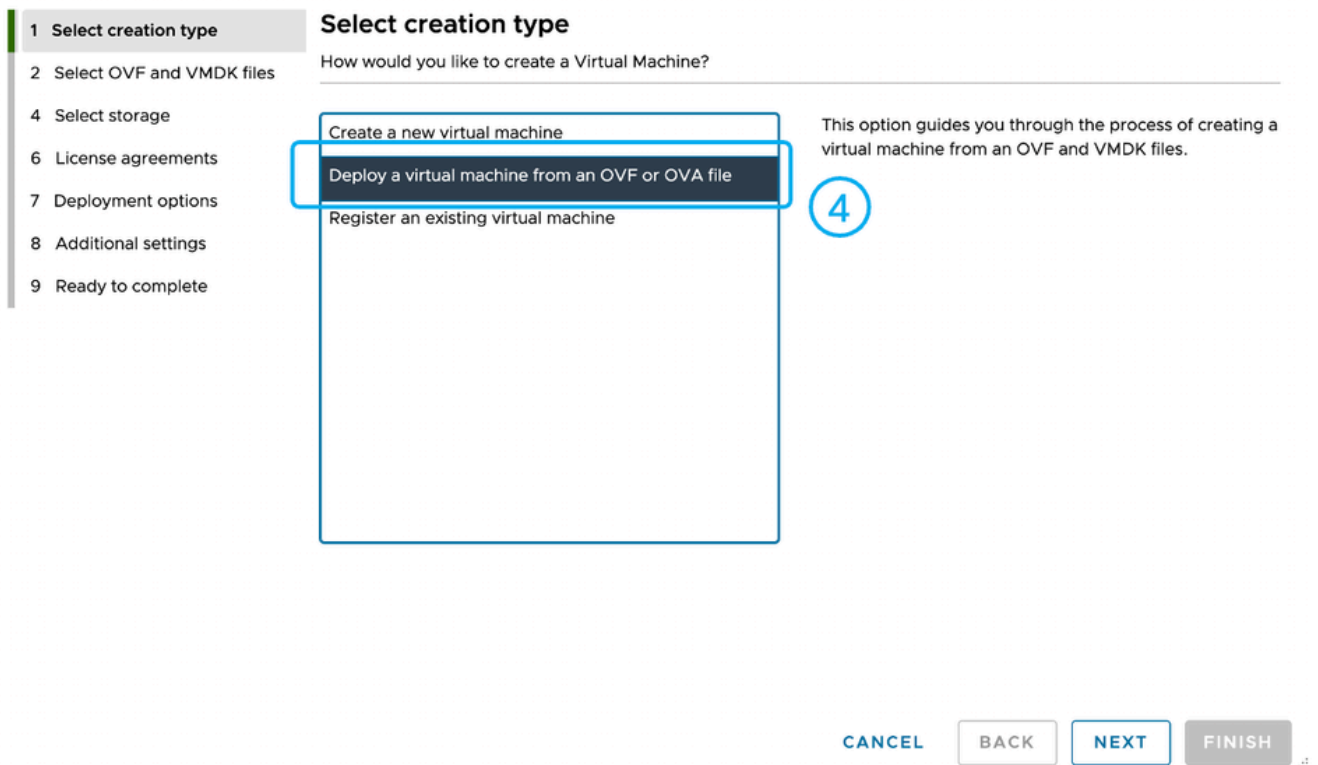 1 Select creation type
2 Select OVF and VMDK files
4 Select storage
6 License agreements
7 Deployment options
8 Additional settings
9 Ready to complete
Select creation type
How would you like to create a Virtual Machine?
Create a new virtual machine
Deploy a virtual machine from an OVF or OVA file
Register an existing virtual machine
This option guides you through the process of creating a
virtual machine from an OVF and VMDK files.
4
CANCEL
BACK
NEXT
FINISH